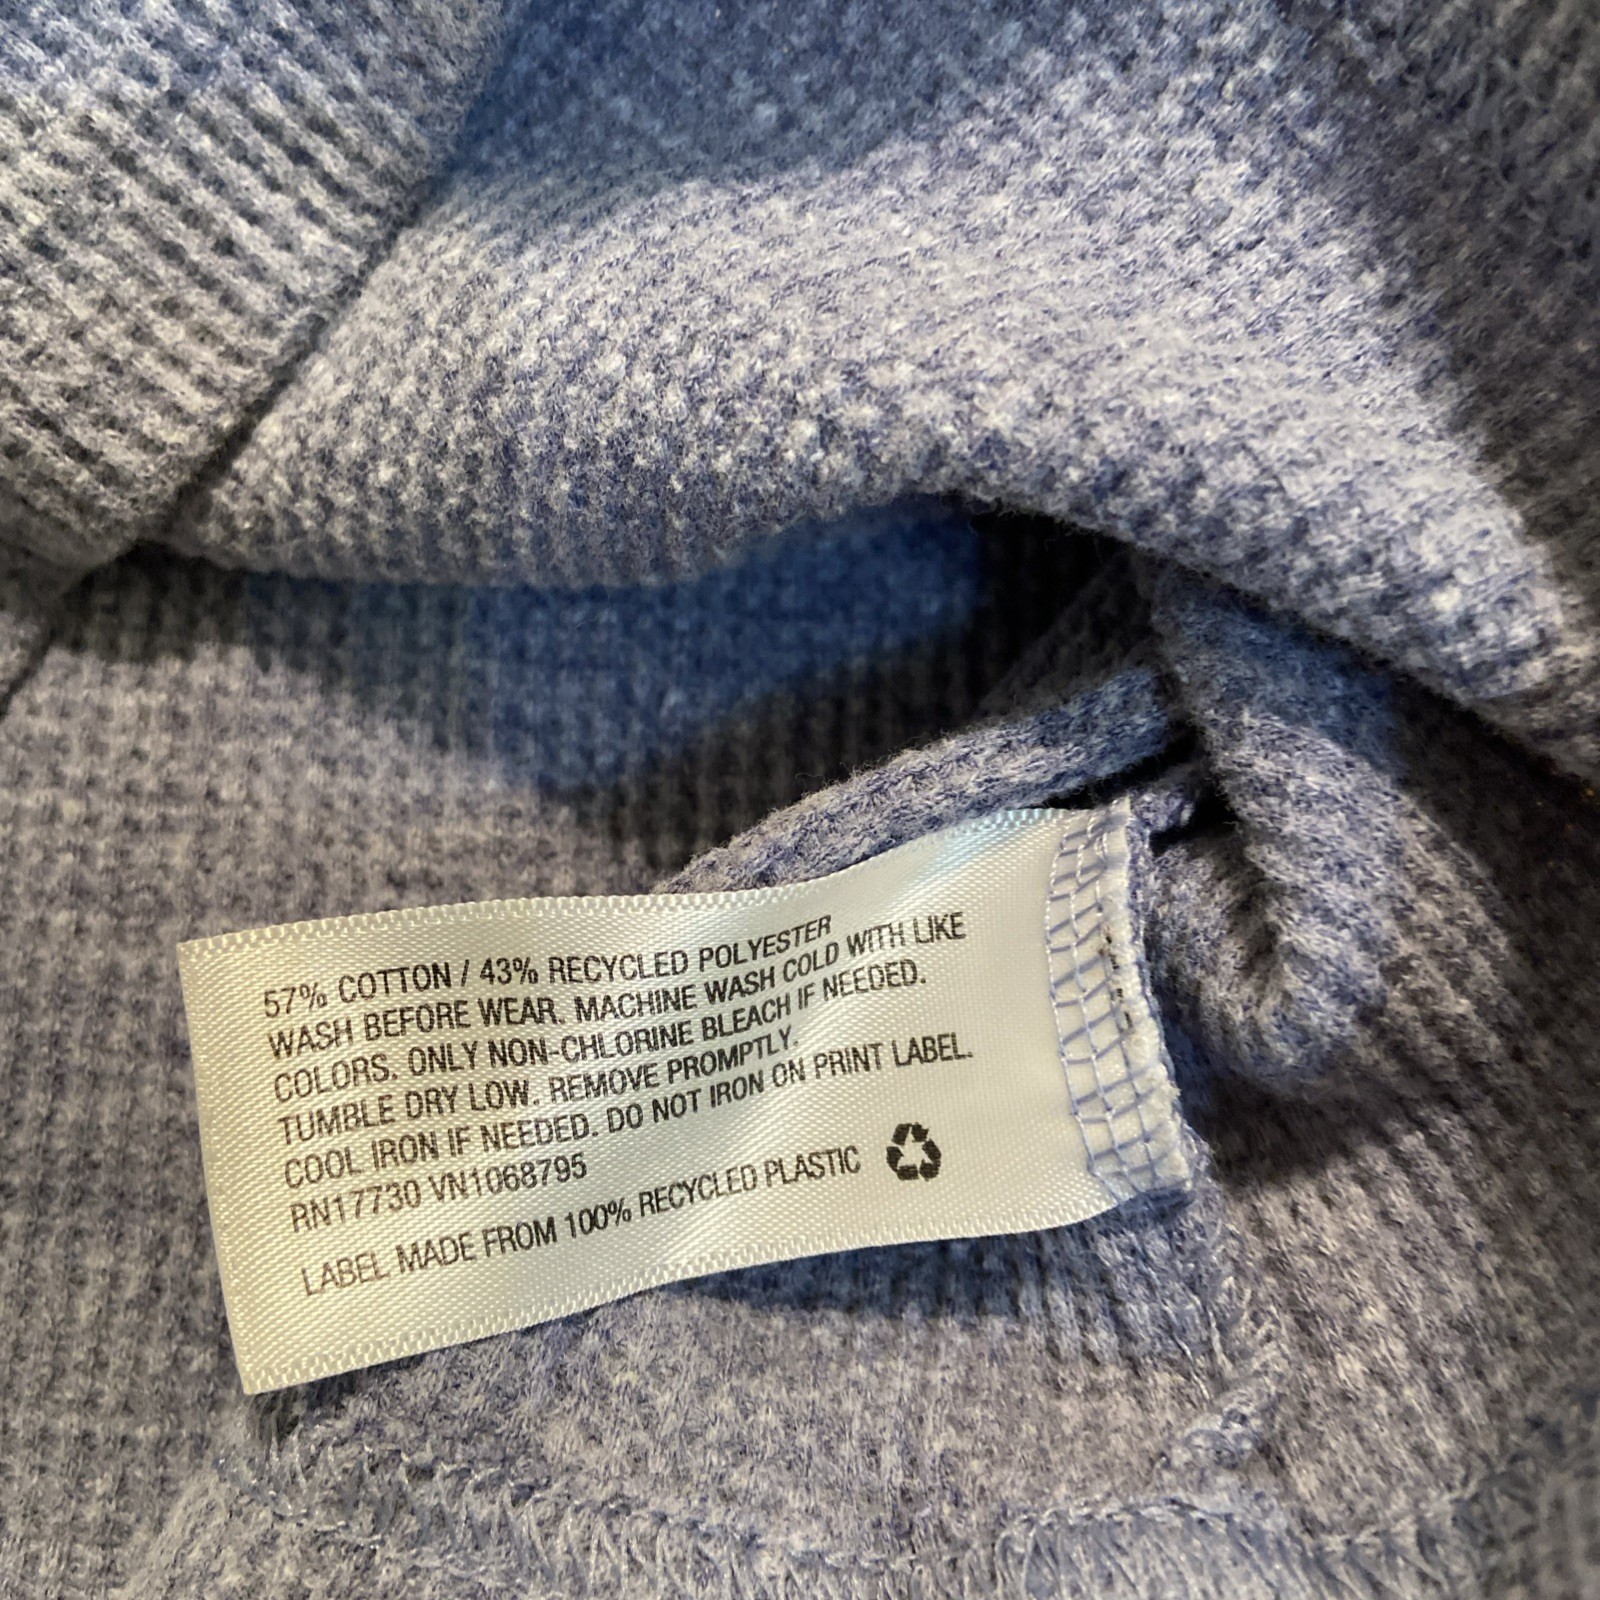 57% COTTON / 43% RECYCLED POLYESTER
WASH BEFORE WEAR. MACHINE WASH COLD WITH LIKE
COLORS. ONLY NON-CHLORINE BLEACH IF NEEDED.
TUMBLE DRY LOW. REMOVE PROMPTLY.
COOL IRON IF NEEDED. DO NOT IRON ON PRINT LABEL.
RN17730 VN1068795
LABEL MADE FROM 100% RECYCLED PLASTIC